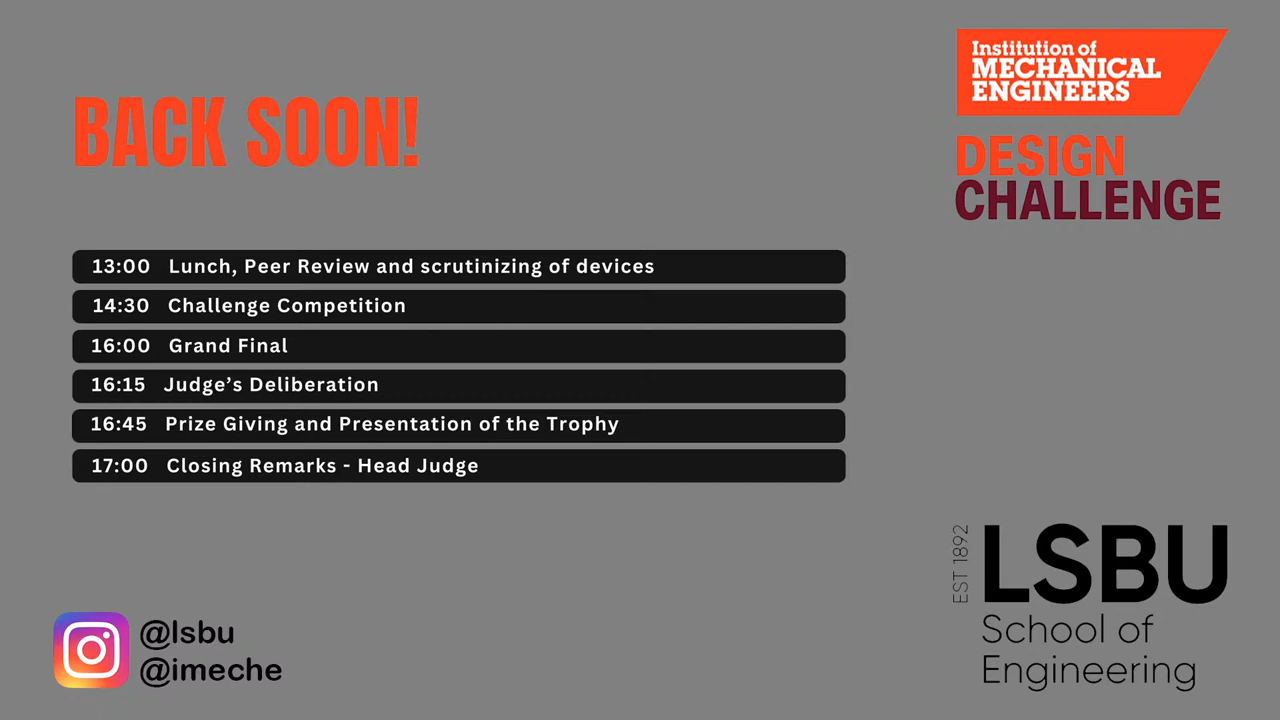 BACK SOON!
Institution of
MECHANICAL
ENGINEERS
DESIGN
CHALLENGE
13:00 Lunch, Peer Review and scrutinizing of devices
14:30 Challenge Competition
16:00 Grand Final
16:15 Judge’s Deliberation
16:45 Prize Giving and Presentation of the Trophy
17:00 Closing Remarks - Head Judge
EST 1892
LSBU
School of
Engineering
@lsbu
@imeche